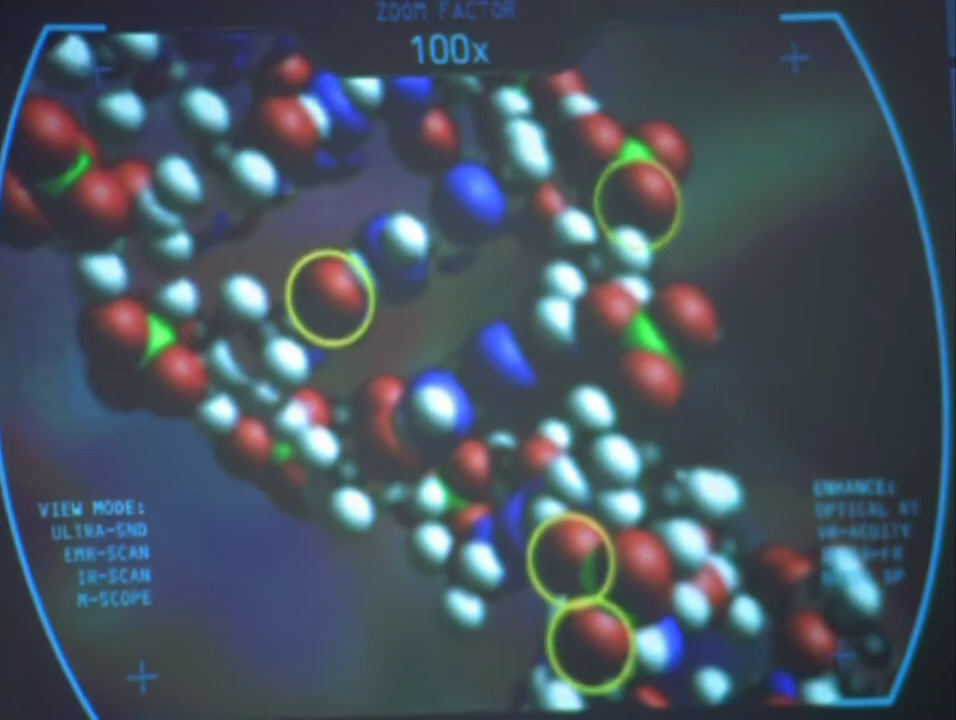 ZOOM FACTOR
100x
VIEW MODE:
ULTRA-SND
EMR-SCAN
IR-SCAN
M-SCOPE
ENHANCE:
OPTICAL